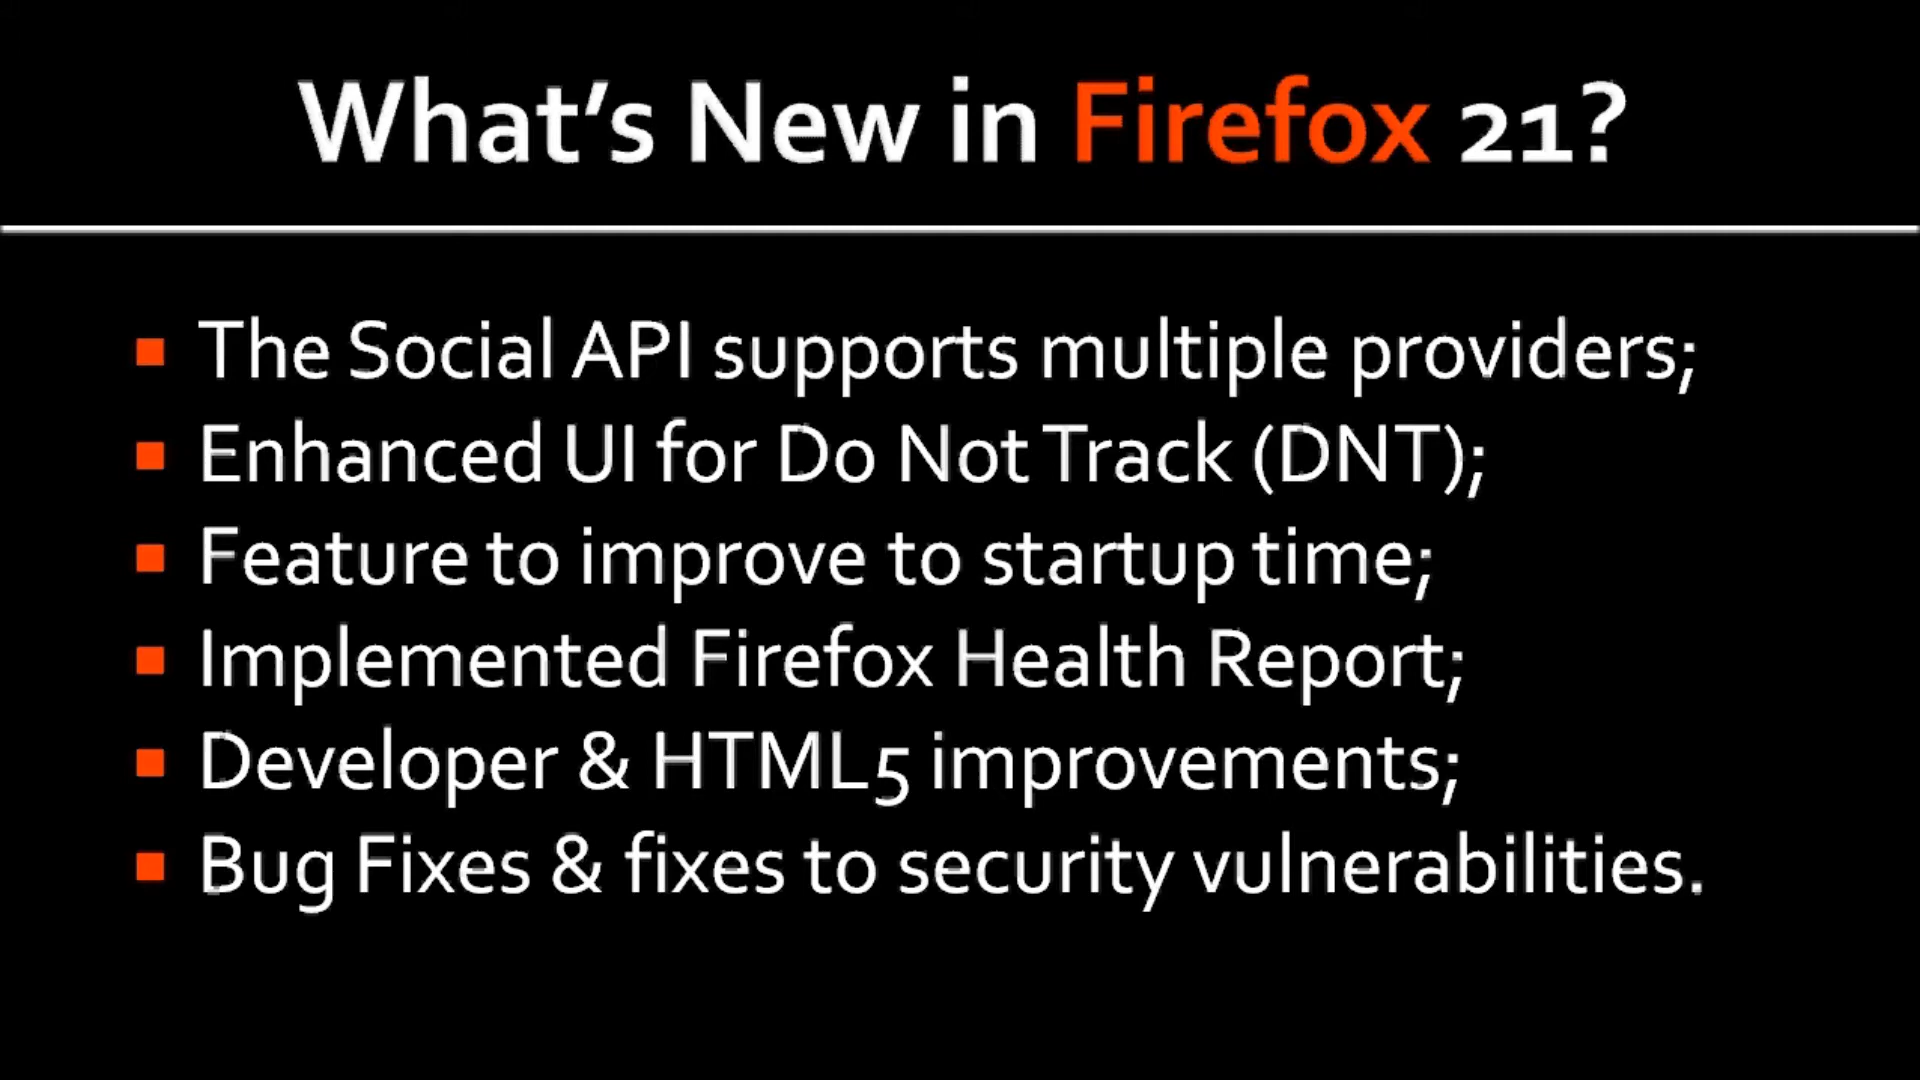 What's New in Firefox 21?
The Social API supports multiple providers;
Enhanced UI for Do Not Track (DNT);
Feature to improve to startup time;
Implemented Firefox Health Report;
Developer & HTML5 improvements;
Bug Fixes & fixes to security vulnerabilities.